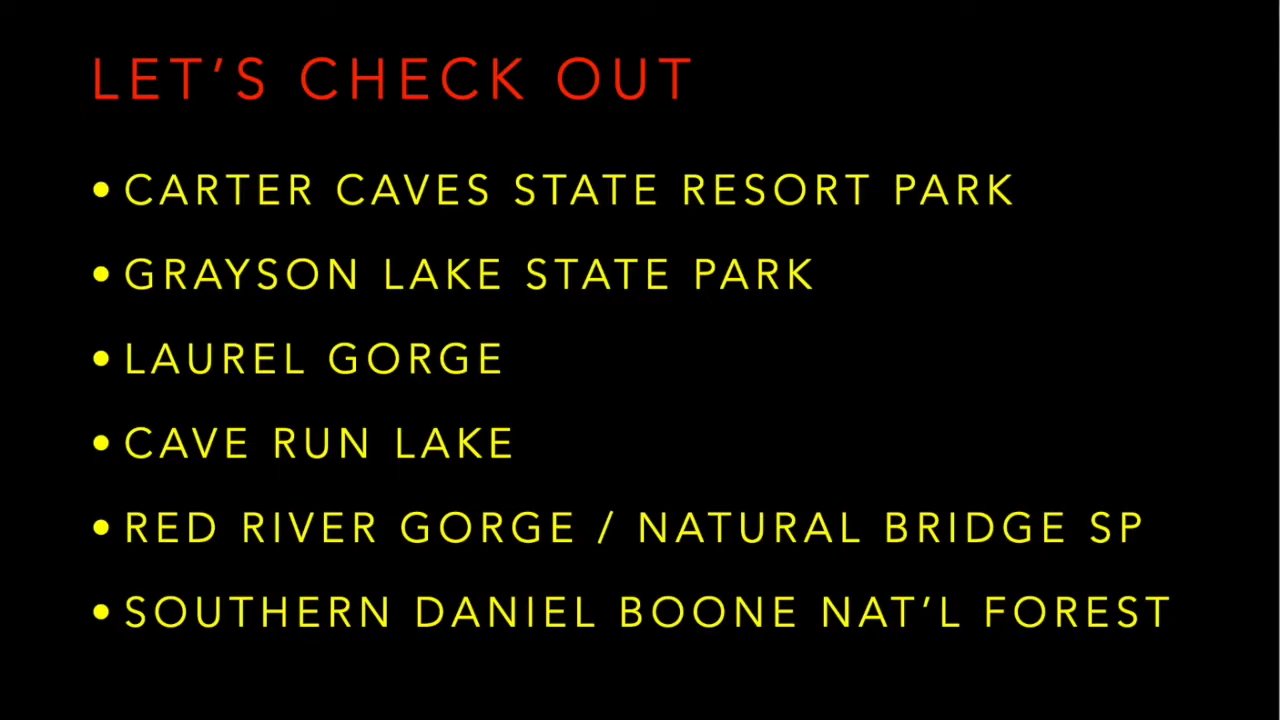 LET’S CHECK OUT
• CARTER CAVES STATE RESORT PARK
• GRAYSON LAKE STATE PARK
• LAUREL GORGE
• CAVE RUN LAKE
• RED RIVER GORGE / NATURAL BRIDGE SP
• SOUTHERN DANIEL BOONE NAT’L FOREST